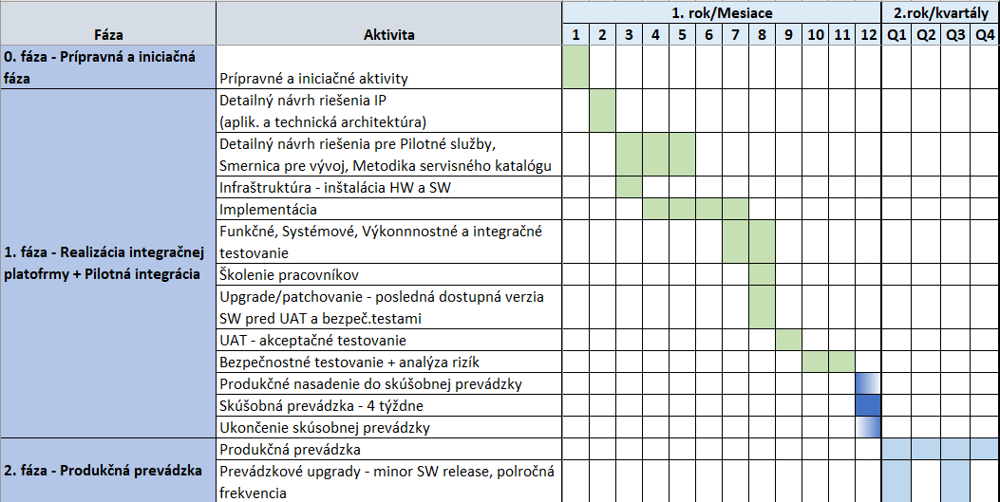 1. rok/Mesiace 2.rok/kvartály
Fáza Aktivita 1 2 3 4 5 6 7 8 9 10 11 12 Q1 Q2 Q3 Q4
0. fáza - Prípravná a iniciačná
fáza
Prípravné a iniciačné aktivity
1. fáza - Realizácia integračnej
platofrmy + Pilotná integrácia
Detailný návrh riešenia IP
(aplik. a technická architektúra)
Detailný návrh riešenia pre Pilotné služby,
Smernica pre vývoj, Metodika servisného katalógu
Infraštruktúra - inštalácia HW a SW
Implementácia
Funkčné, Systémové, Výkonnnostné a integračné
testovanie
Školenie pracovníkov
Upgrade/patchovanie - posledná dostupná verzia
SW pred UAT a bezpeč.testami
UAT - akceptačné testovanie
Bezpečnostné testovanie + analýza rizík
Produkčné nasadenie do skúšobnej prevádzky
Skúšobná prevádzka - 4 týždne
Ukončenie skúsobnej prevádzky
2. fáza - Produkčná prevádzka
Produkčná prevádzka
Prevádzkové upgrady - minor SW release, polročná
frekvencia